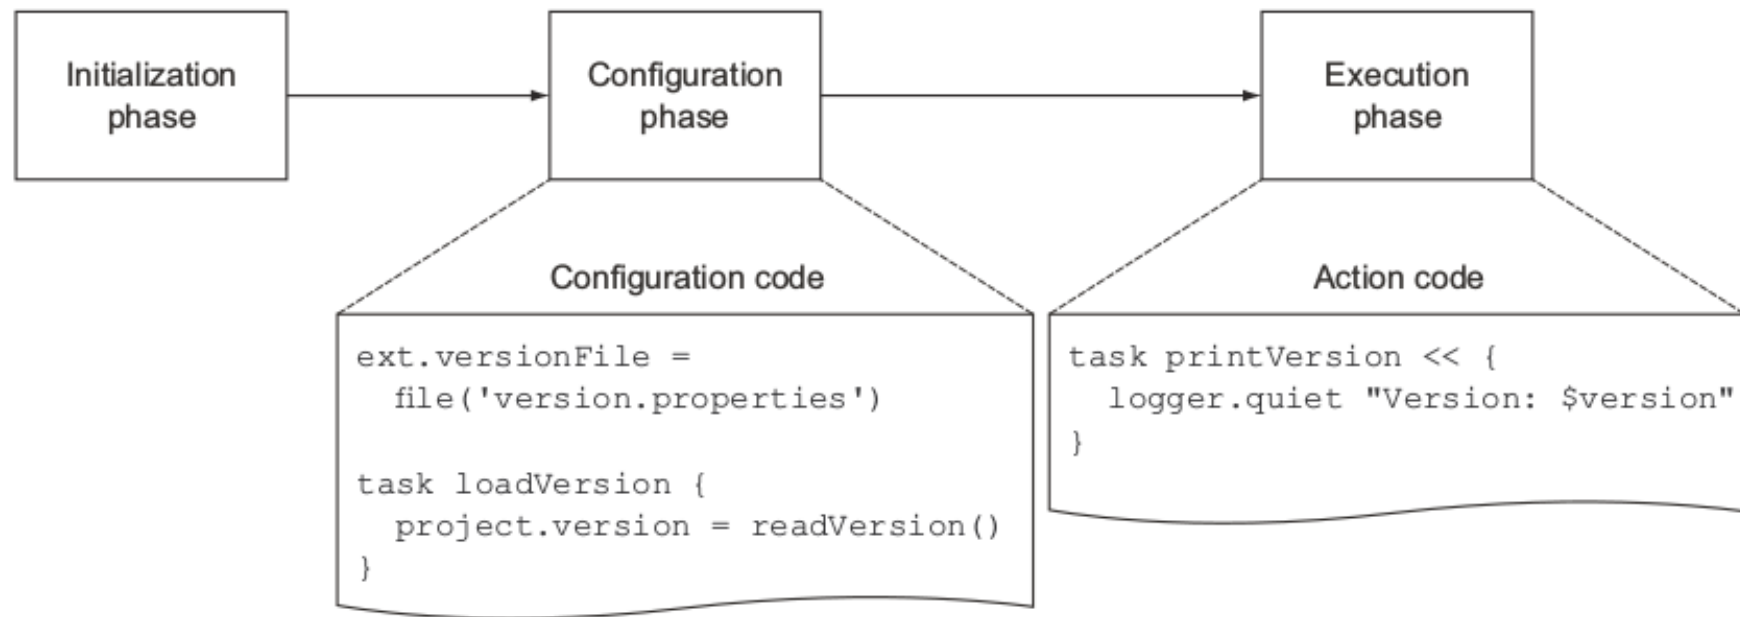 Initialization
phase
Configuration
phase
Execution
phase
Configuration code
ext.versionFile =
  file('version.properties')
task loadVersion {
  project.version = readVersion()
}
Action code
task printVersion << {
  logger.quiet "Version: $version"
}